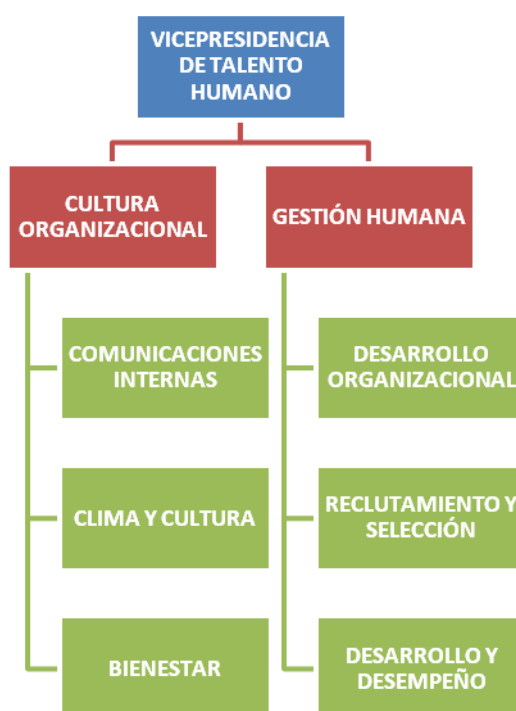 VICEPRESIDENCIA
DE TALENTO
HUMANO
CULTURA
ORGANIZACIONAL
GESTIÓN HUMANA
COMUNICACIONES
INTERNAS
DESARROLLO
ORGANIZACIONAL
CLIMA Y CULTURA
RECLUTAMIENTO Y
SELECCIÓN
BIENESTAR
DESARROLLO Y
DESEMPEÑO